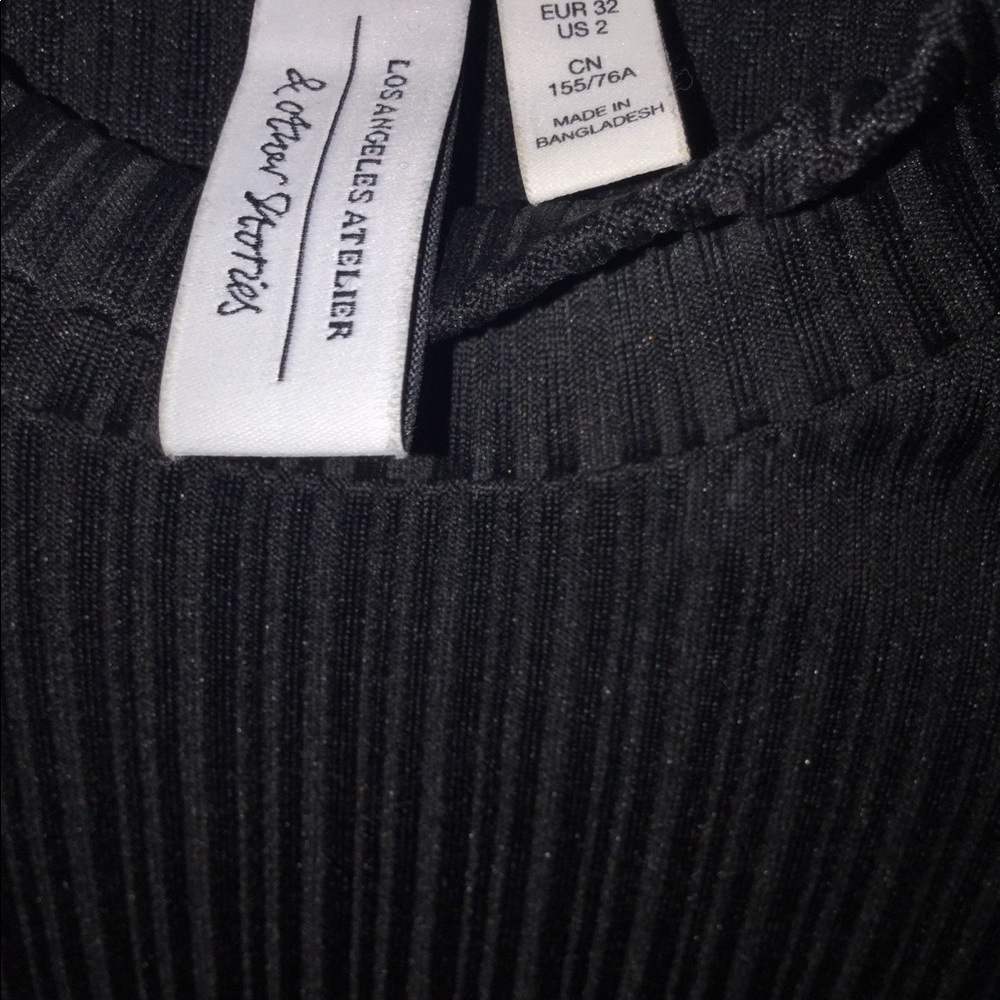 LOS ANGELES ATELIER
& other Stories
EUR 32
US 2
CN
155/76A
MADE IN
BANGLADESH